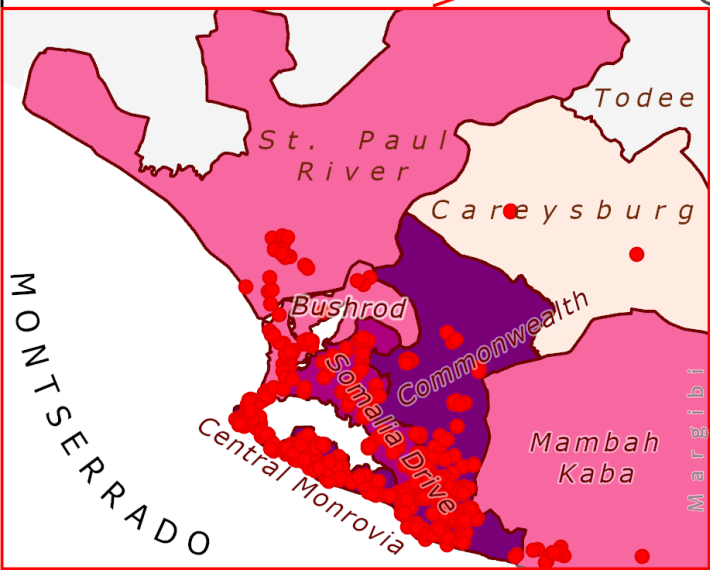 Todee
St. Paul
River
Careysburg
Bushrod
Commonwealth
Somalia Drive
MONTSERRADO
Central Monrovia
Mambah
Kaba
Margibi